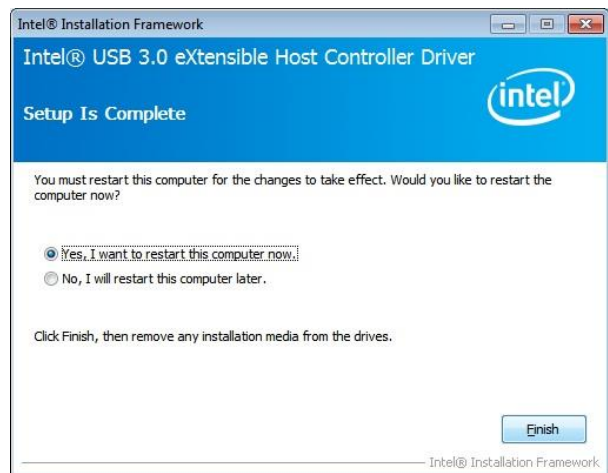 Intel® Installation Framework
Intel® USB 3.0 eXtensible Host Controller Driver
intel
Setup Is Complete
You must restart this computer for the changes to take effect. Would you like to restart the
computer now?
Yes, I want to restart this computer now.
No, I will restart this computer later.
Click Finish, then remove any installation media from the drives.
Finish
Intel® Installation Framework